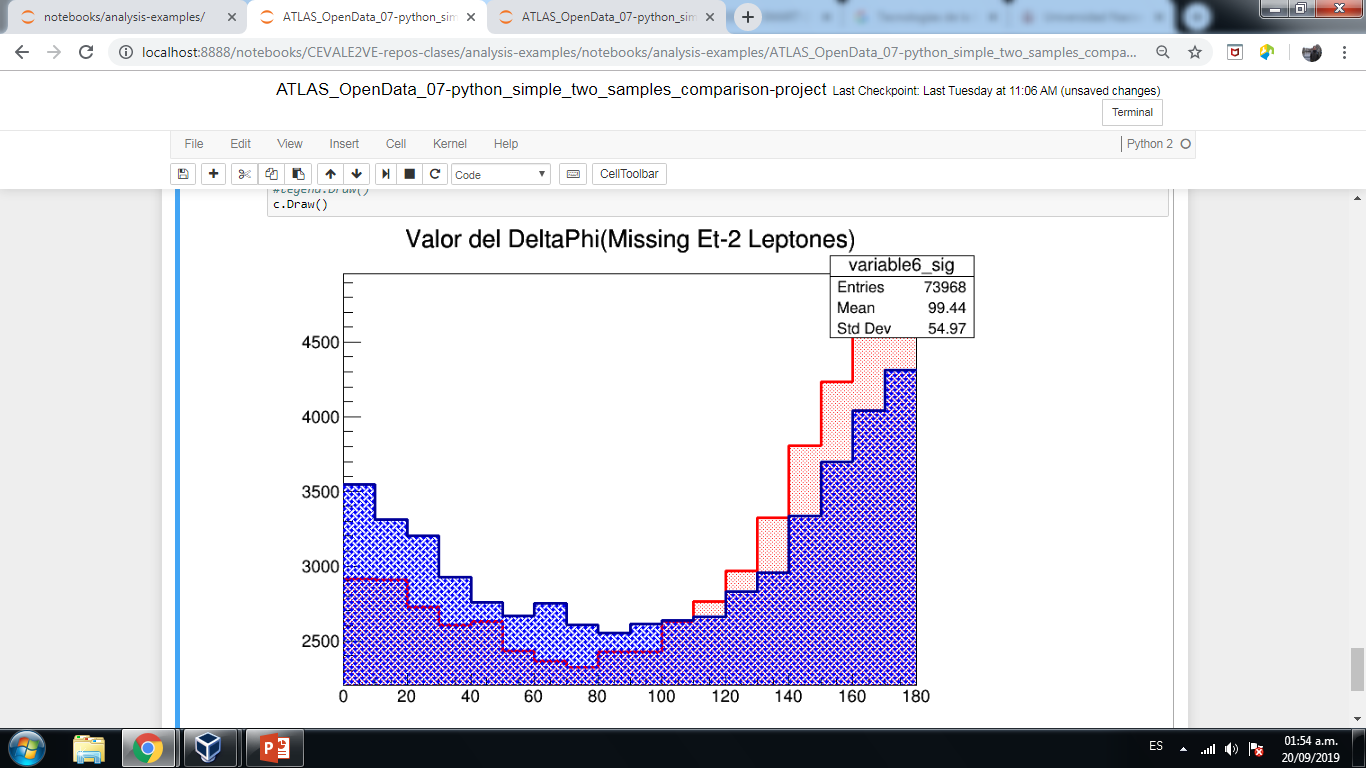 notebooks/analysis-examples/
ATLAS_OpenData_07-python_sim
ATLAS_OpenData_07-python_sim
localhost:8888/notebooks/CEVALE2VE-repos-clases/analysis-examples/notebooks/analysis-examples/ATLAS_OpenData_07-python_simple_two_samples_compa...
ATLAS_OpenData_07-python_simple_two_samples_comparison-project Last Checkpoint: Last Tuesday at 11:06 AM (unsaved changes)
Terminal
File Edit View Insert Cell Kernel Help
Python 2
Code
CellToolbar
#legend.Draw()
c.Draw()
Valor del DeltaPhi(Missing Et-2 Leptones)
variable6_sig
Entries 73968
Mean 99.44
Std Dev 54.97
4500
4000
3500
3000
2500
0 20 40 60 80 100 120 140 160 180
ES
01:54 a.m.
20/09/2019